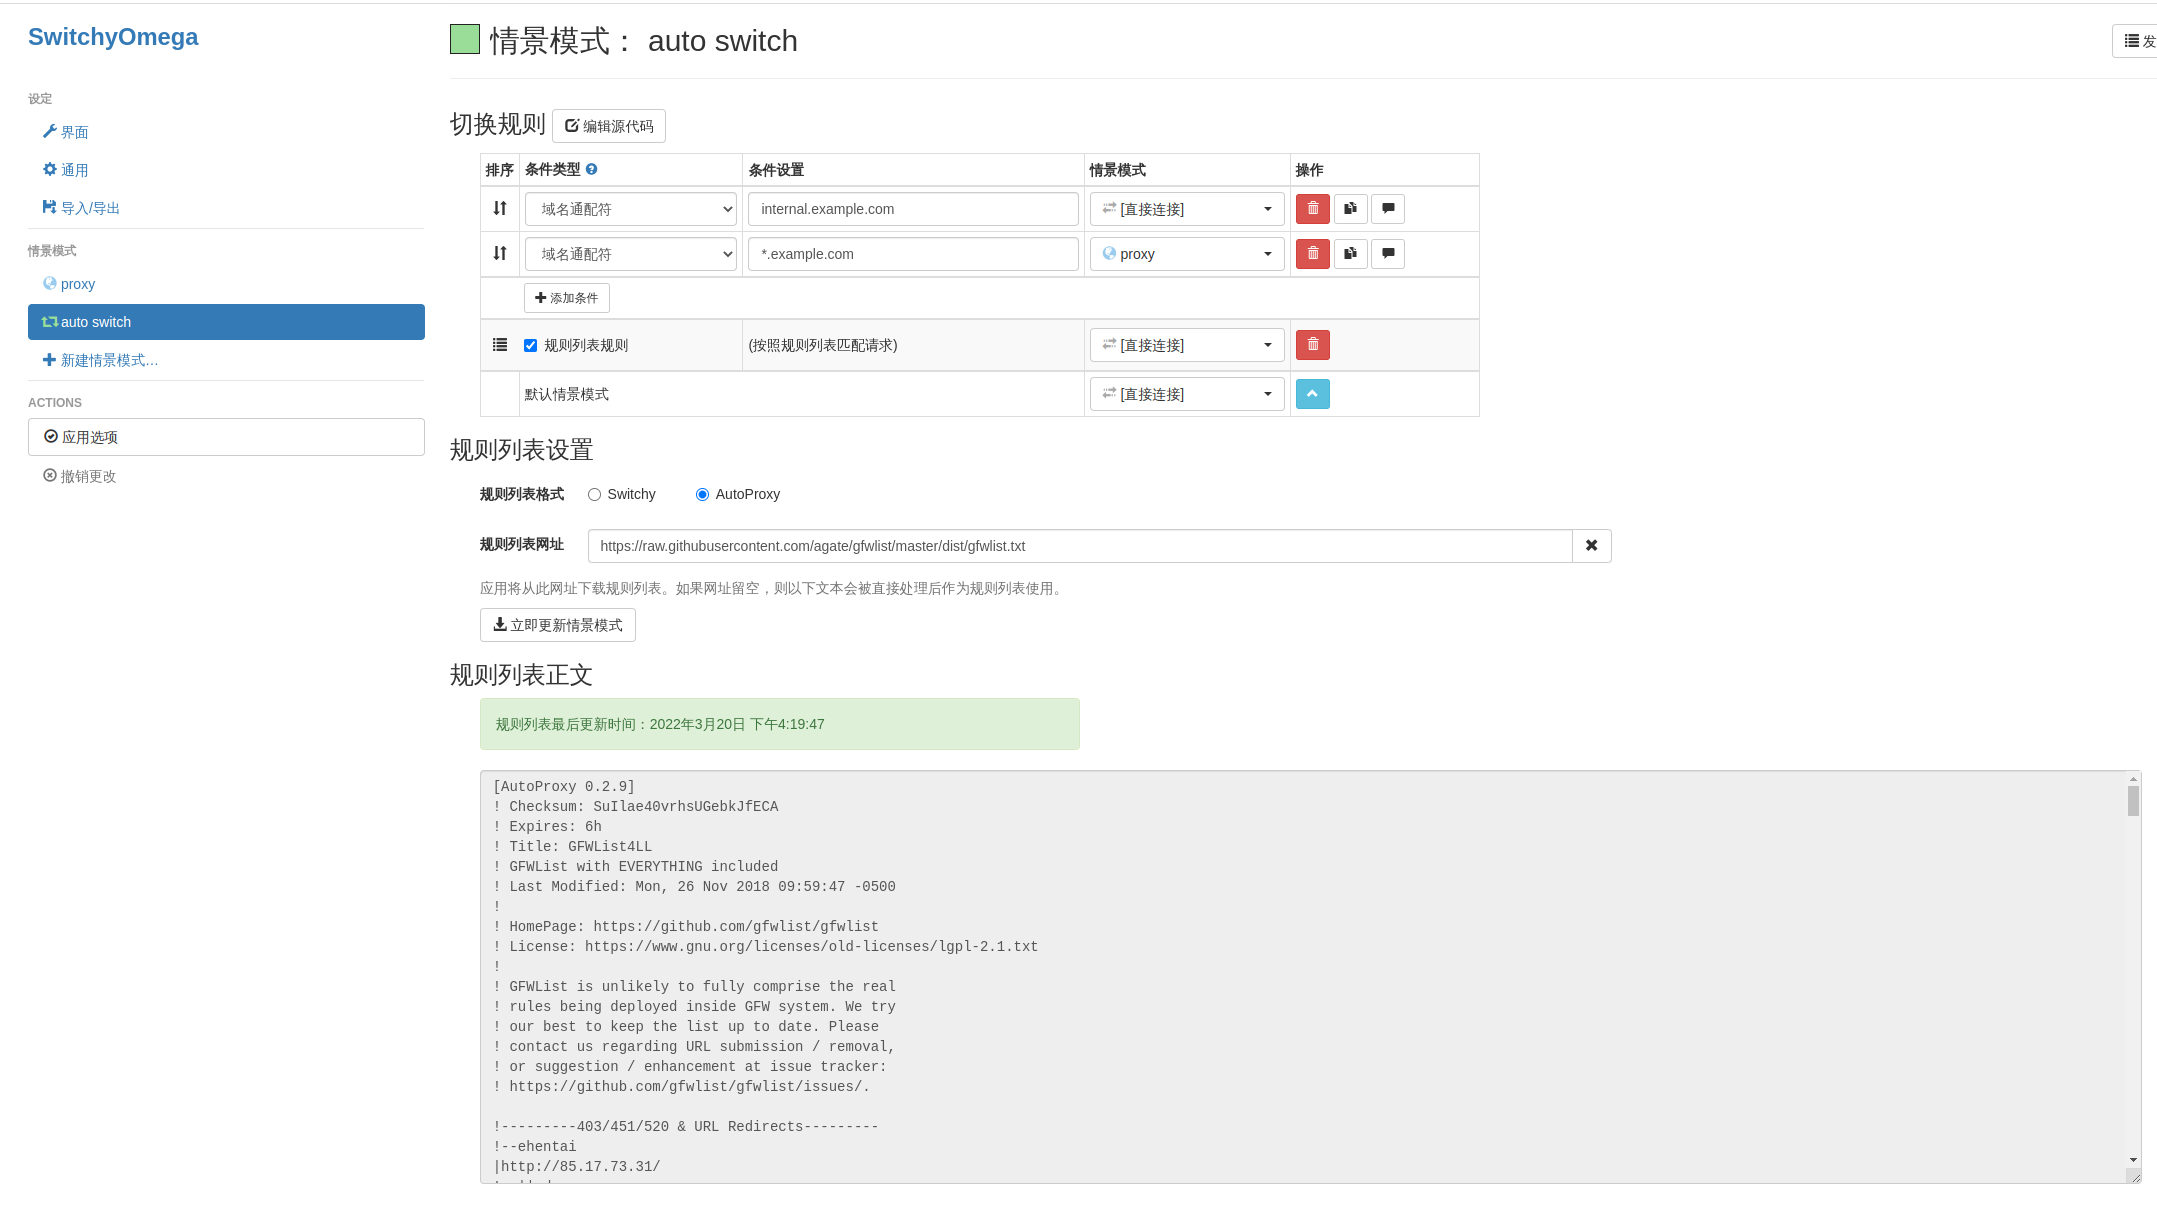 SwitchyOmega
设定
界面
通用
导入/导出
情景模式
proxy
auto switch
新建情景模式…
ACTIONS
应用选项
撤销更改
情景模式： auto switch
发
切换规则 编辑源代码
排序 条件类型 条件设置 情景模式 操作
域名通配符 internal.example.com [直接连接]
域名通配符 *.example.com proxy
添加条件
规则列表规则 (按照规则列表匹配请求) [直接连接]
默认情景模式 [直接连接]
规则列表设置
规则列表格式 Switchy AutoProxy
规则列表网址 https://raw.githubusercontent.com/agate/gfwlist/master/dist/gfwlist.txt
应用将从此网址下载规则列表。如果网址留空，则以下文本会被直接处理后作为规则列表使用。
立即更新情景模式
规则列表正文
规则列表最后更新时间：2022年3月20日 下午4:19:47
[AutoProxy 0.2.9]
! Checksum: SuIlae40vrhsUGebkJfECA
! Expires: 6h
! Title: GFWList4LL
! GFWList with EVERYTHING included
! Last Modified: Mon, 26 Nov 2018 09:59:47 -0500
!
! HomePage: https://github.com/gfwlist/gfwlist
! License: https://www.gnu.org/licenses/old-licenses/lgpl-2.1.txt
!
! GFWList is unlikely to fully comprise the real
! rules being deployed inside GFW system. We try
! our best to keep the list up to date. Please
! contact us regarding URL submission / removal,
! or suggestion / enhancement at issue tracker:
! https://github.com/gfwlist/gfwlist/issues/.
!---------403/451/520 & URL Redirects---------
!--ehentai
|http://85.17.73.31/